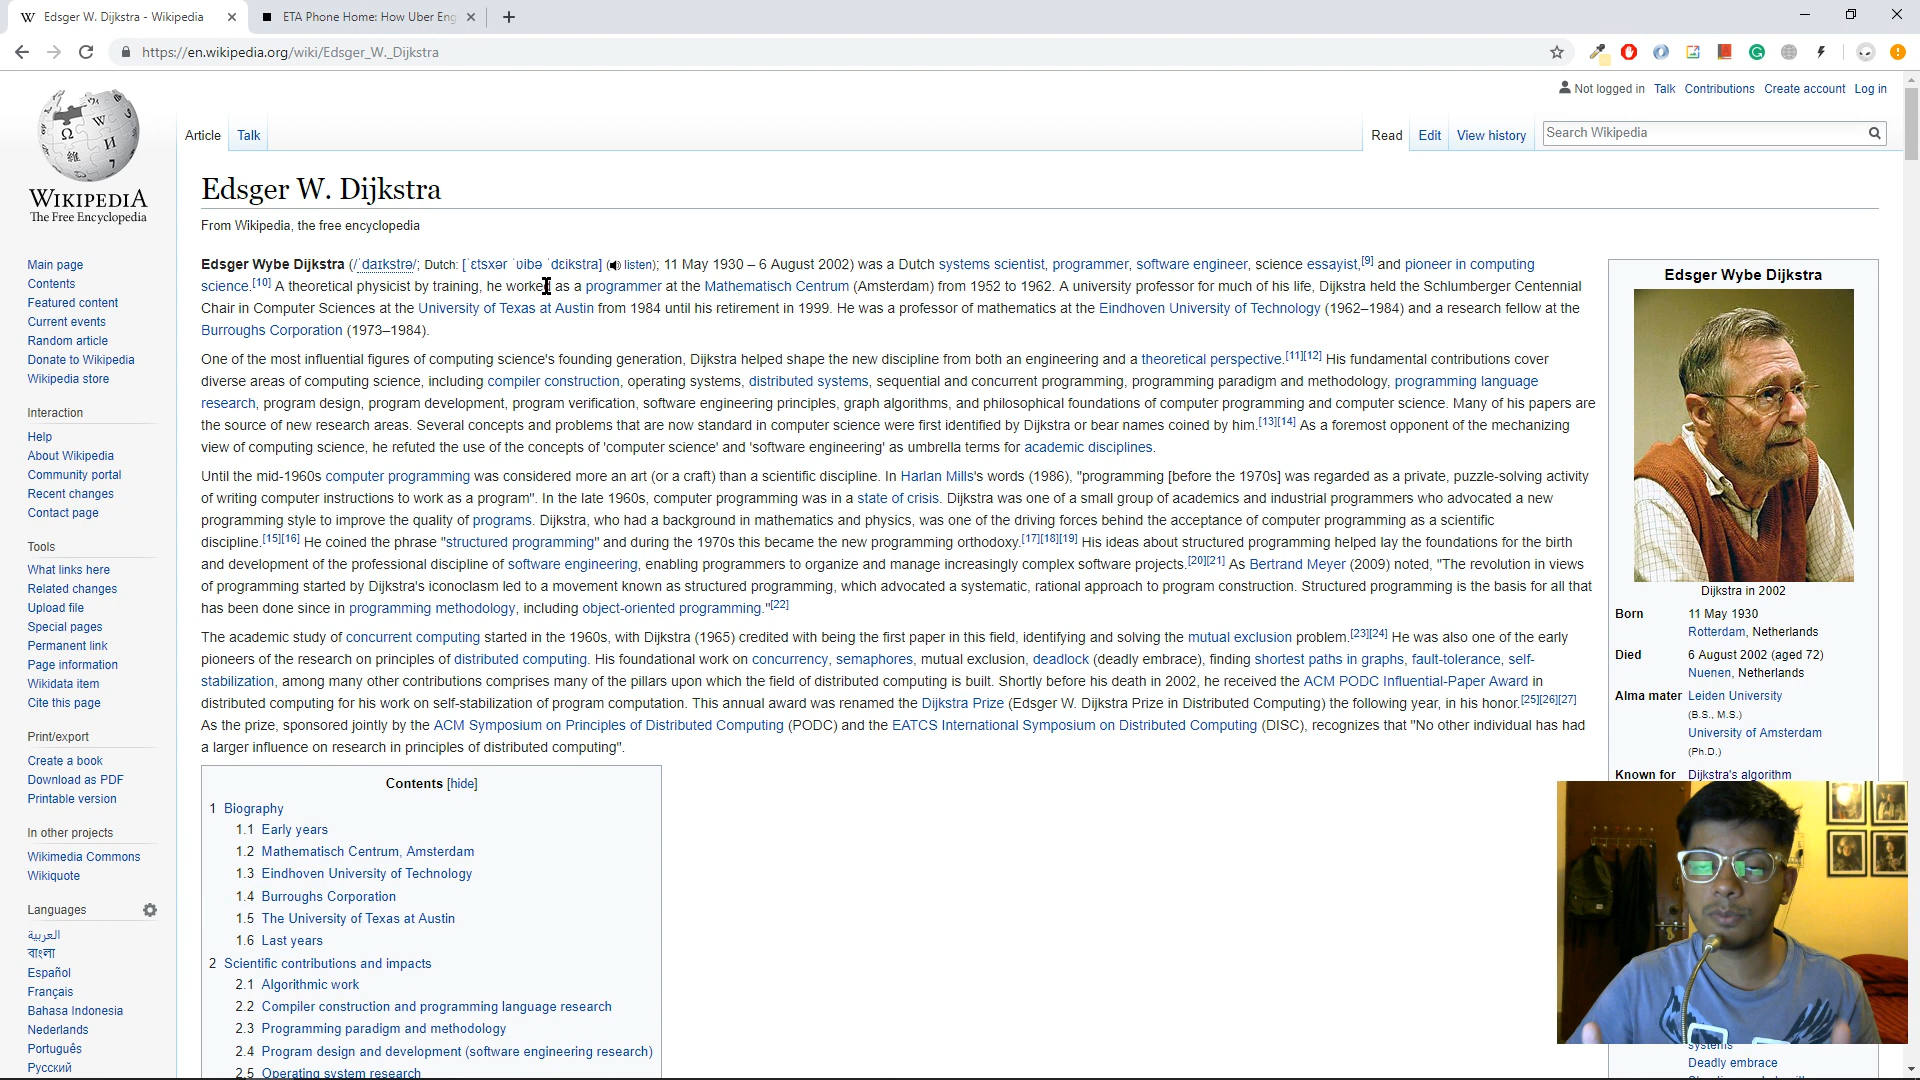 Edsger W. Dijkstra - Wikipedia
ETA Phone Home: How Uber Eng
https://en.wikipedia.org/wiki/Edsger_W._Dijkstra
Not logged in Talk Contributions Create account Log in
Article Talk
Read Edit View history
Search Wikipedia
WIKIPEDIA
The Free Encyclopedia
Main page
Contents
Featured content
Current events
Random article
Donate to Wikipedia
Wikipedia store
Interaction
Help
About Wikipedia
Community portal
Recent changes
Contact page
Tools
What links here
Related changes
Upload file
Special pages
Permanent link
Page information
Wikidata item
Cite this page
Print/export
Create a book
Download as PDF
Printable version
In other projects
Wikimedia Commons
Wikiquote
Languages
العربية
বাংলা
Español
Français
Bahasa Indonesia
Nederlands
Português
Русский
Edsger W. Dijkstra
From Wikipedia, the free encyclopedia
Edsger Wybe Dijkstra (/ˈdaɪkstrə/; Dutch: [ˈɛtsxər ˈʋibə ˈdɛikstra] (listen); 11 May 1930 – 6 August 2002) was a Dutch systems scientist, programmer, software engineer, science essayist,[9] and pioneer in computing
science.[10] A theoretical physicist by training, he worked as a programmer at the Mathematisch Centrum (Amsterdam) from 1952 to 1962. A university professor for much of his life, Dijkstra held the Schlumberger Centennial
Chair in Computer Sciences at the University of Texas at Austin from 1984 until his retirement in 1999. He was a professor of mathematics at the Eindhoven University of Technology (1962–1984) and a research fellow at the
Burroughs Corporation (1973–1984).
One of the most influential figures of computing science's founding generation, Dijkstra helped shape the new discipline from both an engineering and a theoretical perspective.[11][12] His fundamental contributions cover
diverse areas of computing science, including compiler construction, operating systems, distributed systems, sequential and concurrent programming, programming paradigm and methodology, programming language
research, program design, program development, program verification, software engineering principles, graph algorithms, and philosophical foundations of computer programming and computer science. Many of his papers are
the source of new research areas. Several concepts and problems that are now standard in computer science were first identified by Dijkstra or bear names coined by him.[13][14] As a foremost opponent of the mechanizing
view of computing science, he refuted the use of the concepts of 'computer science' and 'software engineering' as umbrella terms for academic disciplines.
Until the mid-1960s computer programming was considered more an art (or a craft) than a scientific discipline. In Harlan Mills's words (1986), "programming [before the 1970s] was regarded as a private, puzzle-solving activity
of writing computer instructions to work as a program". In the late 1960s, computer programming was in a state of crisis. Dijkstra was one of a small group of academics and industrial programmers who advocated a new
programming style to improve the quality of programs. Dijkstra, who had a background in mathematics and physics, was one of the driving forces behind the acceptance of computer programming as a scientific
discipline.[15][16] He coined the phrase "structured programming" and during the 1970s this became the new programming orthodoxy.[17][18][19] His ideas about structured programming helped lay the foundations for the birth
and development of the professional discipline of software engineering, enabling programmers to organize and manage increasingly complex software projects.[20][21] As Bertrand Meyer (2009) noted, "The revolution in views
of programming started by Dijkstra's iconoclasm led to a movement known as structured programming, which advocated a systematic, rational approach to program construction. Structured programming is the basis for all that
has been done since in programming methodology, including object-oriented programming."[22]
The academic study of concurrent computing started in the 1960s, with Dijkstra (1965) credited with being the first paper in this field, identifying and solving the mutual exclusion problem.[23][24] He was also one of the early
pioneers of the research on principles of distributed computing. His foundational work on concurrency, semaphores, mutual exclusion, deadlock (deadly embrace), finding shortest paths in graphs, fault-tolerance, self-
stabilization, among many other contributions comprises many of the pillars upon which the field of distributed computing is built. Shortly before his death in 2002, he received the ACM PODC Influential-Paper Award in
distributed computing for his work on self-stabilization of program computation. This annual award was renamed the Dijkstra Prize (Edsger W. Dijkstra Prize in Distributed Computing) the following year, in his honor.[25][26][27]
As the prize, sponsored jointly by the ACM Symposium on Principles of Distributed Computing (PODC) and the EATCS International Symposium on Distributed Computing (DISC), recognizes that "No other individual has had
a larger influence on research in principles of distributed computing".
Contents [hide]
1 Biography
1.1 Early years
1.2 Mathematisch Centrum, Amsterdam
1.3 Eindhoven University of Technology
1.4 Burroughs Corporation
1.5 The University of Texas at Austin
1.6 Last years
2 Scientific contributions and impacts
2.1 Algorithmic work
2.2 Compiler construction and programming language research
2.3 Programming paradigm and methodology
2.4 Program design and development (software engineering research)
2.5 Operating system research
Edsger Wybe Dijkstra
Dijkstra in 2002
Born 11 May 1930
Rotterdam, Netherlands
Died 6 August 2002 (aged 72)
Nuenen, Netherlands
Alma mater Leiden University
(B.S., M.S.)
University of Amsterdam
(Ph.D.)
Known for Dijkstra's algorithm
systems
Deadly embrace